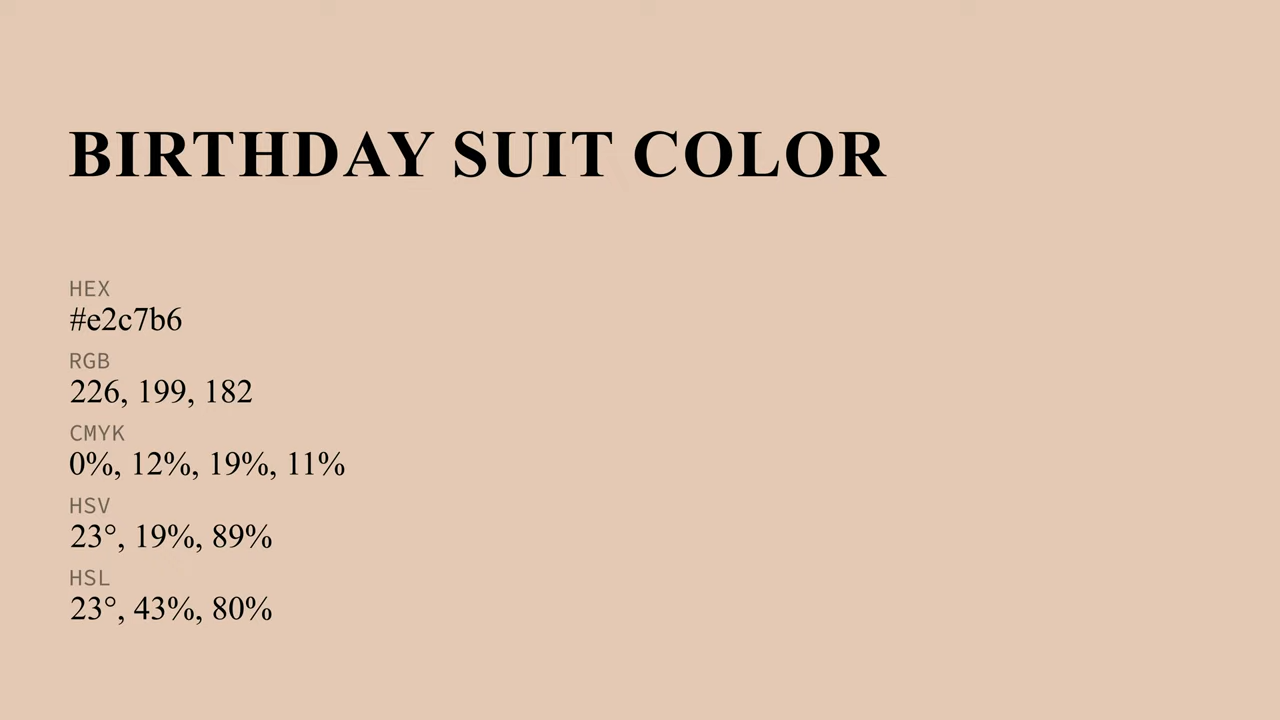 BIRTHDAY SUIT COLOR
HEX
#e2c7b6
RGB
226, 199, 182
CMYK
0%, 12%, 19%, 11%
HSV
23°, 19%, 89%
HSL
23°, 43%, 80%